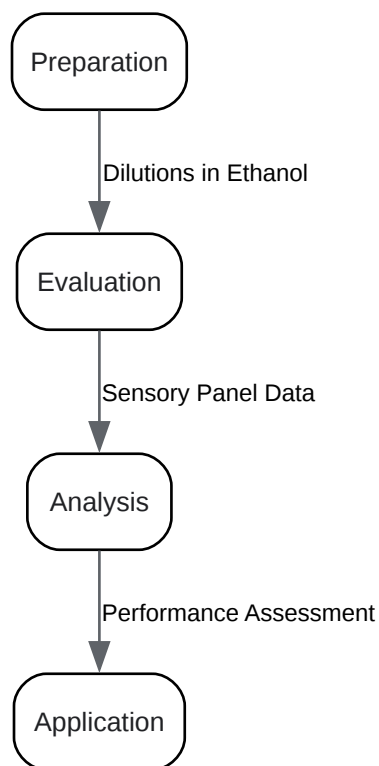 Preparation
Dilutions in Ethanol
Evaluation
Sensory Panel Data
Analysis
Performance Assessment
Application